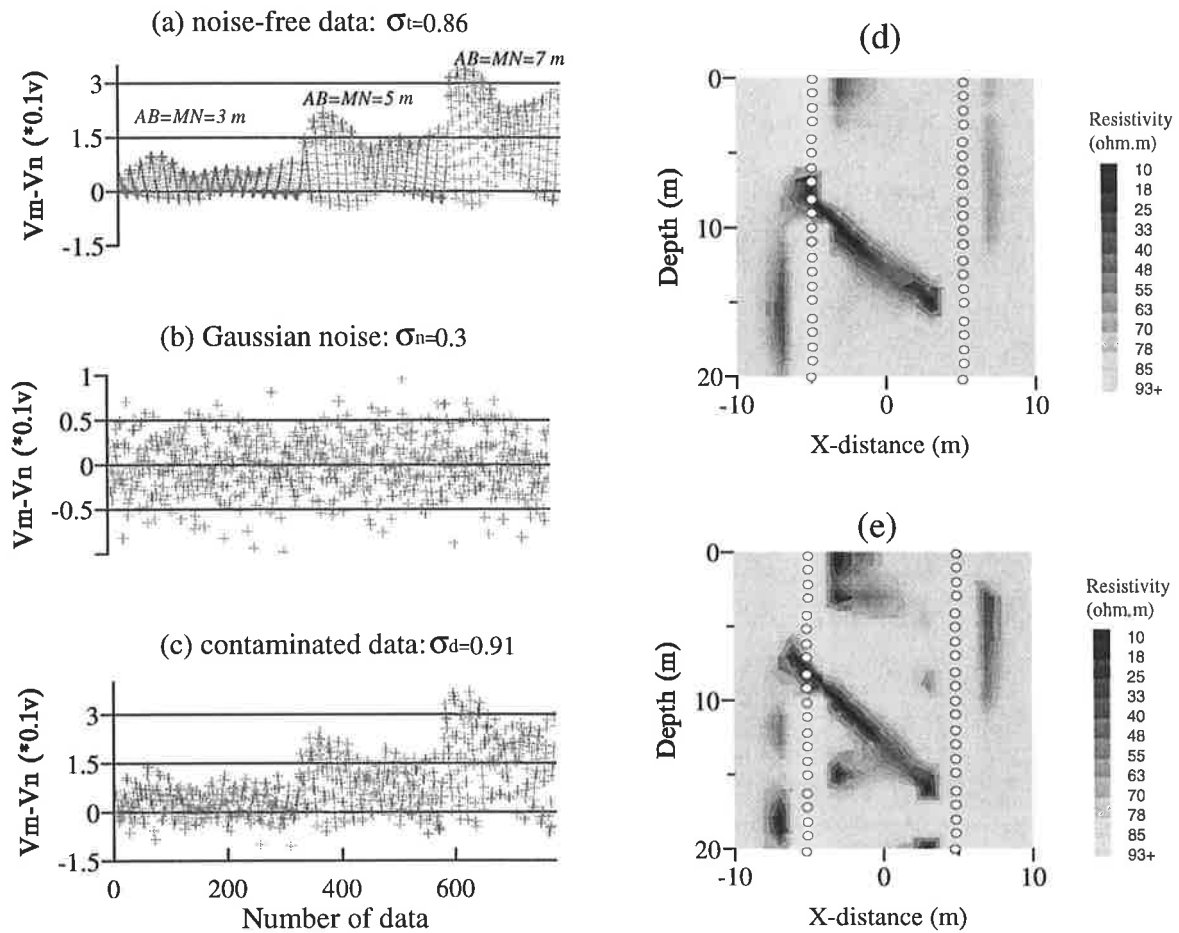 (a) noise-free data: σt=0.86
Vm-Vn (*0.1v)
3
1.5
0
-1.5
AB=MN=3 m
AB=MN=5 m
AB=MN=7 m
(b) Gaussian noise: σn=0.3
Vm-Vn (*0.1v)
1
0.5
0
-0.5
(c) contaminated data: σd=0.91
Vm-Vn (*0.1v)
3
1.5
0
-1.5
0 200 400 600
Number of data
(d)
Depth (m)
0
10
20
-10 0 10
X-distance (m)
Resistivity
(ohm.m)
10
18
25
33
40
48
55
63
70
78
85
93+
(e)
Depth (m)
0
10
20
-10 0 10
X-distance (m)
Resistivity
(ohm.m)
10
18
25
33
40
48
55
63
70
78
85
93+